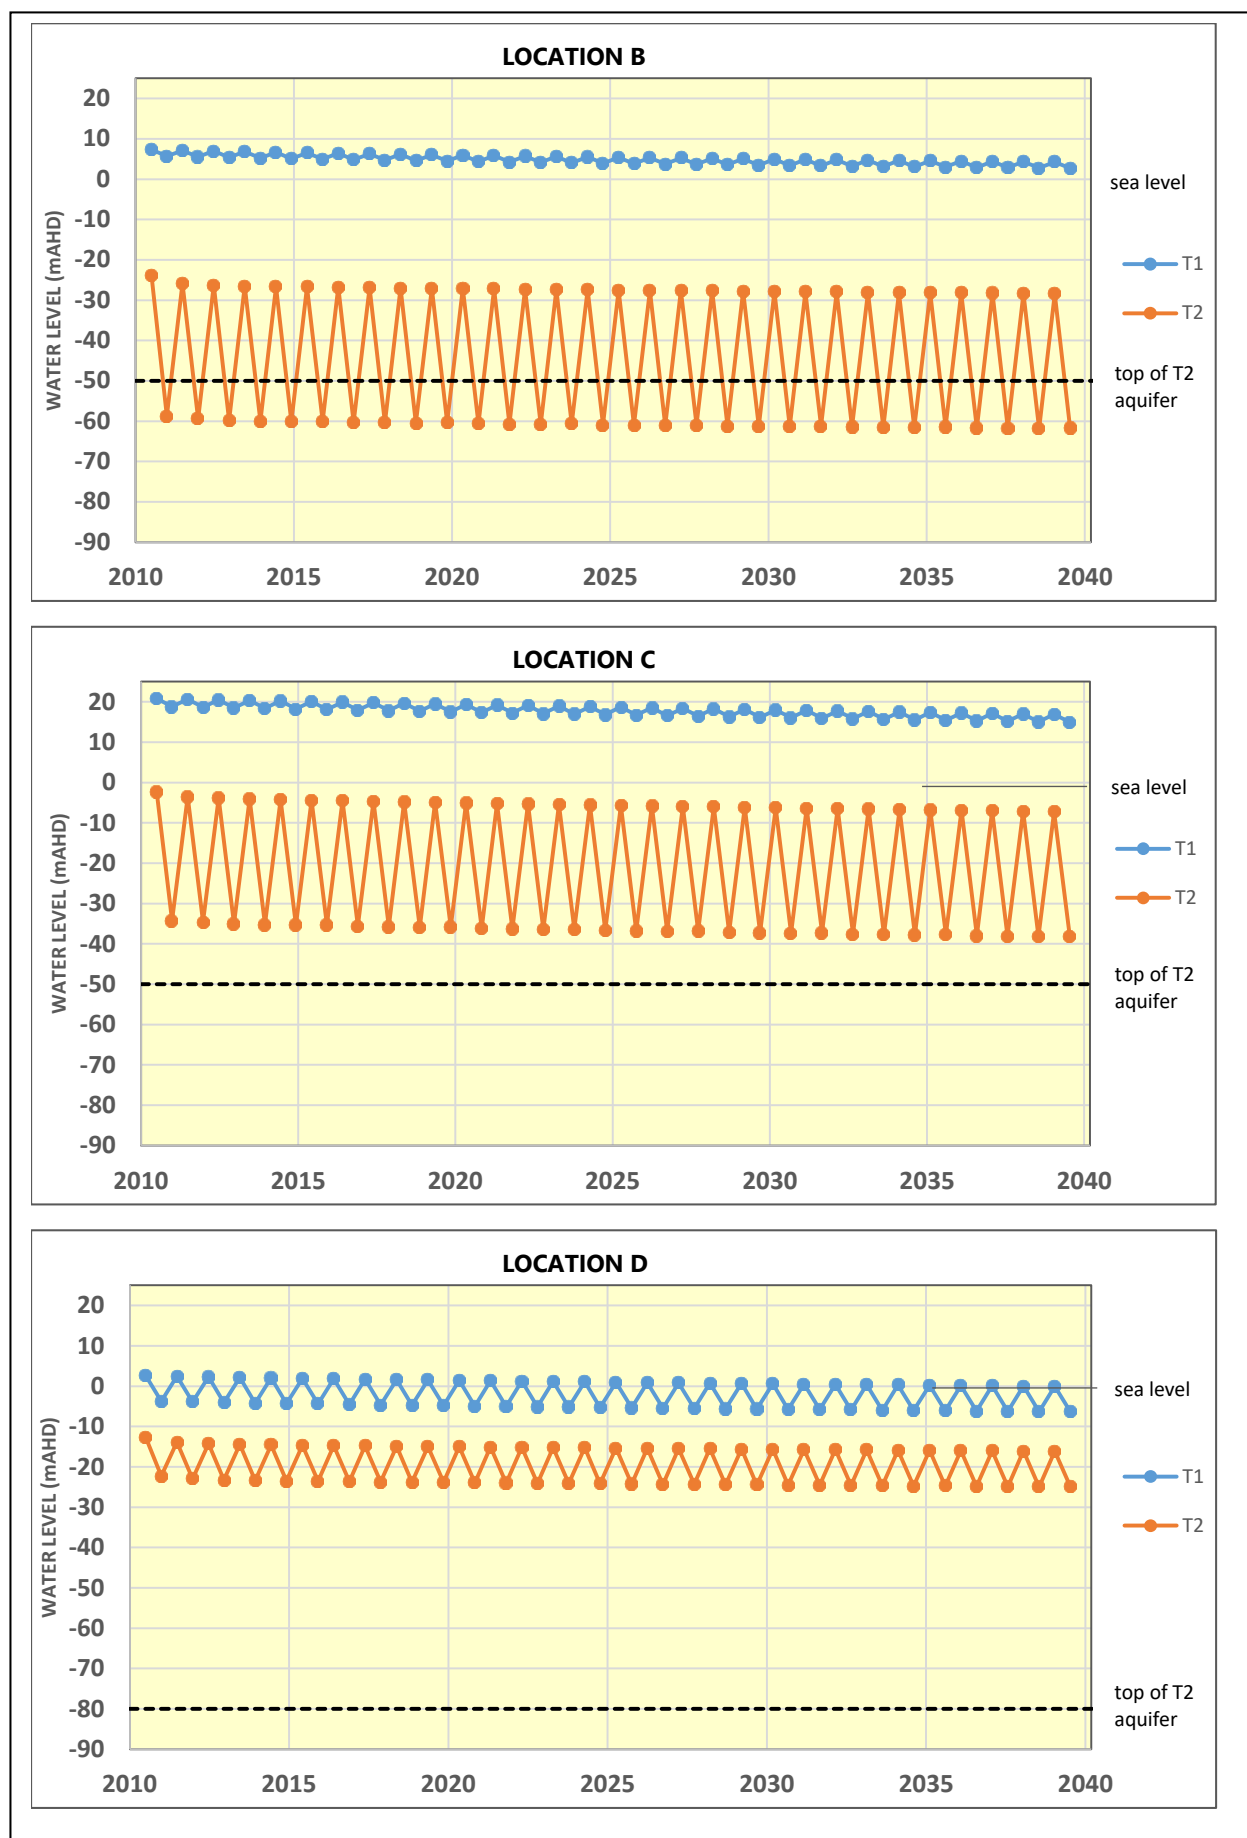 LOCATION B
WATER LEVEL (mAHD)
20
10
0
-10
-20
-30
-40
-50
-60
-70
-80
-90
2010 2015 2020 2025 2030 2035 2040
sea level
T1
T2
top of T2
aquifer
LOCATION C
WATER LEVEL (mAHD)
20
10
0
-10
-20
-30
-40
-50
-60
-70
-80
-90
2010 2015 2020 2025 2030 2035 2040
sea level
T1
T2
top of T2
aquifer
LOCATION D
WATER LEVEL (mAHD)
20
10
0
-10
-20
-30
-40
-50
-60
-70
-80
-90
2010 2015 2020 2025 2030 2035 2040
sea level
T1
T2
top of T2
aquifer